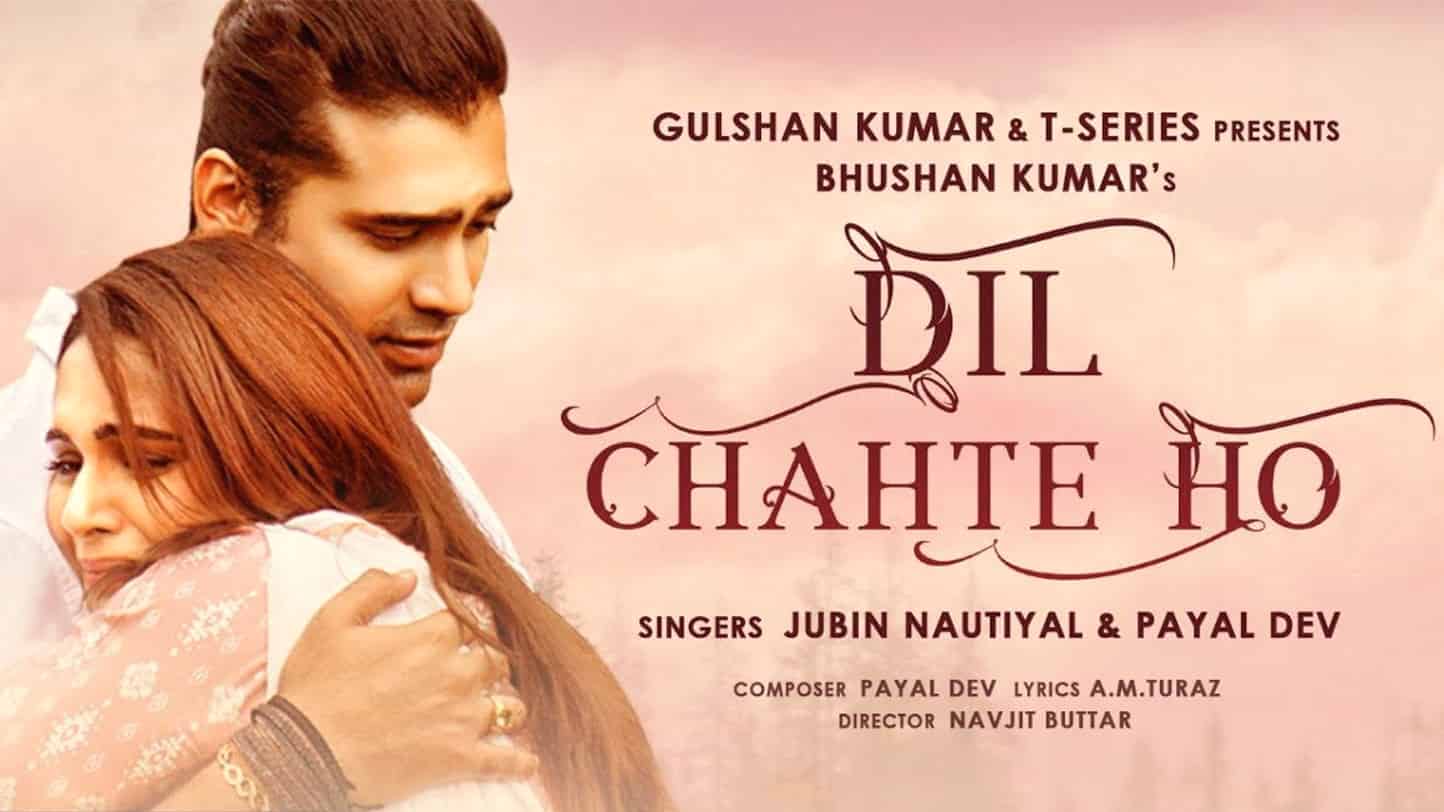 GULSHAN KUMAR & T-SERIES PRESENTS
BHUSHAN KUMAR'S
DIL
CHAHTE HO
SINGERS JUBIN NAUTIYAL & PAYAL DEV
COMPOSER PAYAL DEV LYRICS A.M.TURAZ
DIRECTOR NAVJIT BUTTAR